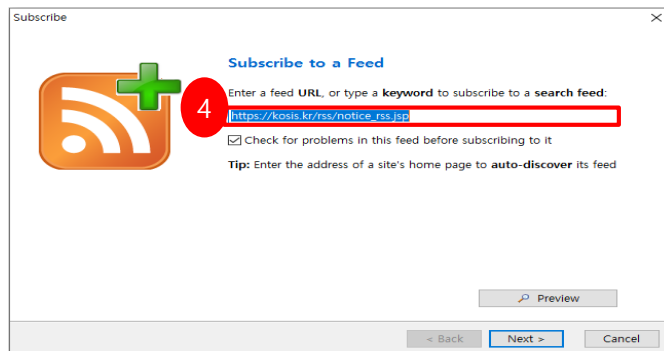 Subscribe
Subscribe to a Feed
Enter a feed URL, or type a keyword to subscribe to a search feed:
4
https://kosis.kr/rss/notice_rss.jsp
Check for problems in this feed before subscribing to it
Tip: Enter the address of a site's home page to auto-discover its feed
Preview
< Back Next > Cancel